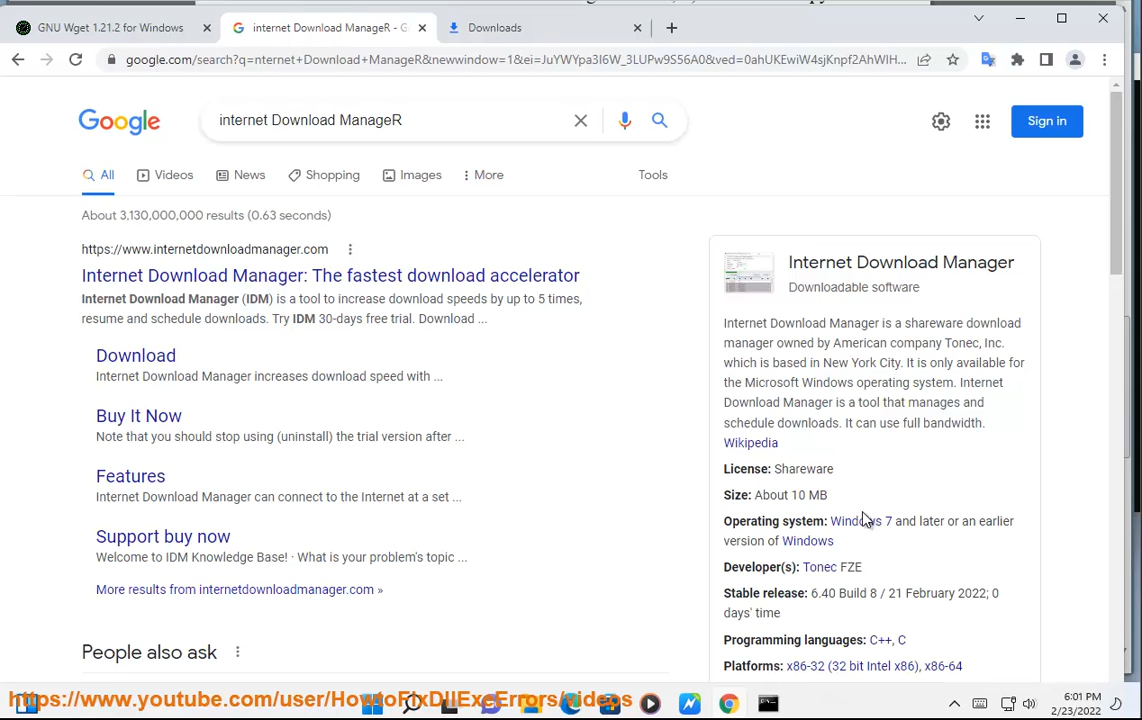 GNU Wget 1.21.2 for Windows
internet Download ManageR - G
Downloads
google.com/search?q=nternet+Download+ManageR&newwindow=1&ei=JuYWYpa3I6W_3LUPw9S56A0&ved=0ahUKEwiW4sjKnpf2AhWIH...
Google
internet Download ManageR
Sign in
All
Videos
News
Shopping
Images
More
Tools
About 3,130,000,000 results (0.63 seconds)
https://www.internetdownloadmanager.com
Internet Download Manager: The fastest download accelerator
Internet Download Manager (IDM) is a tool to increase download speeds by up to 5 times,
resume and schedule downloads. Try IDM 30-days free trial. Download ...
Download
Internet Download Manager increases download speed with ...
Buy It Now
Note that you should stop using (uninstall) the trial version after ...
Features
Internet Download Manager can connect to the Internet at a set ...
Support buy now
Welcome to IDM Knowledge Base! · What is your problem's topic ...
More results from internetdownloadmanager.com »
People also ask
Internet Download Manager
Downloadable software
Internet Download Manager is a shareware download
manager owned by American company Tonec, Inc.
which is based in New York City. It is only available for
the Microsoft Windows operating system. Internet
Download Manager is a tool that manages and
schedule downloads. It can use full bandwidth.
Wikipedia
License: Shareware
Size: About 10 MB
Operating system: Windows 7 and later or an earlier
version of Windows
Developer(s): Tonec FZE
Stable release: 6.40 Build 8 / 21 February 2022; 0
days' time
Programming languages: C++, C
Platforms: x86-32 (32 bit Intel x86), x86-64
https://www.youtube.com/user/HowtoFixDllExeErrors/videos
6:01 PM
2/23/2022